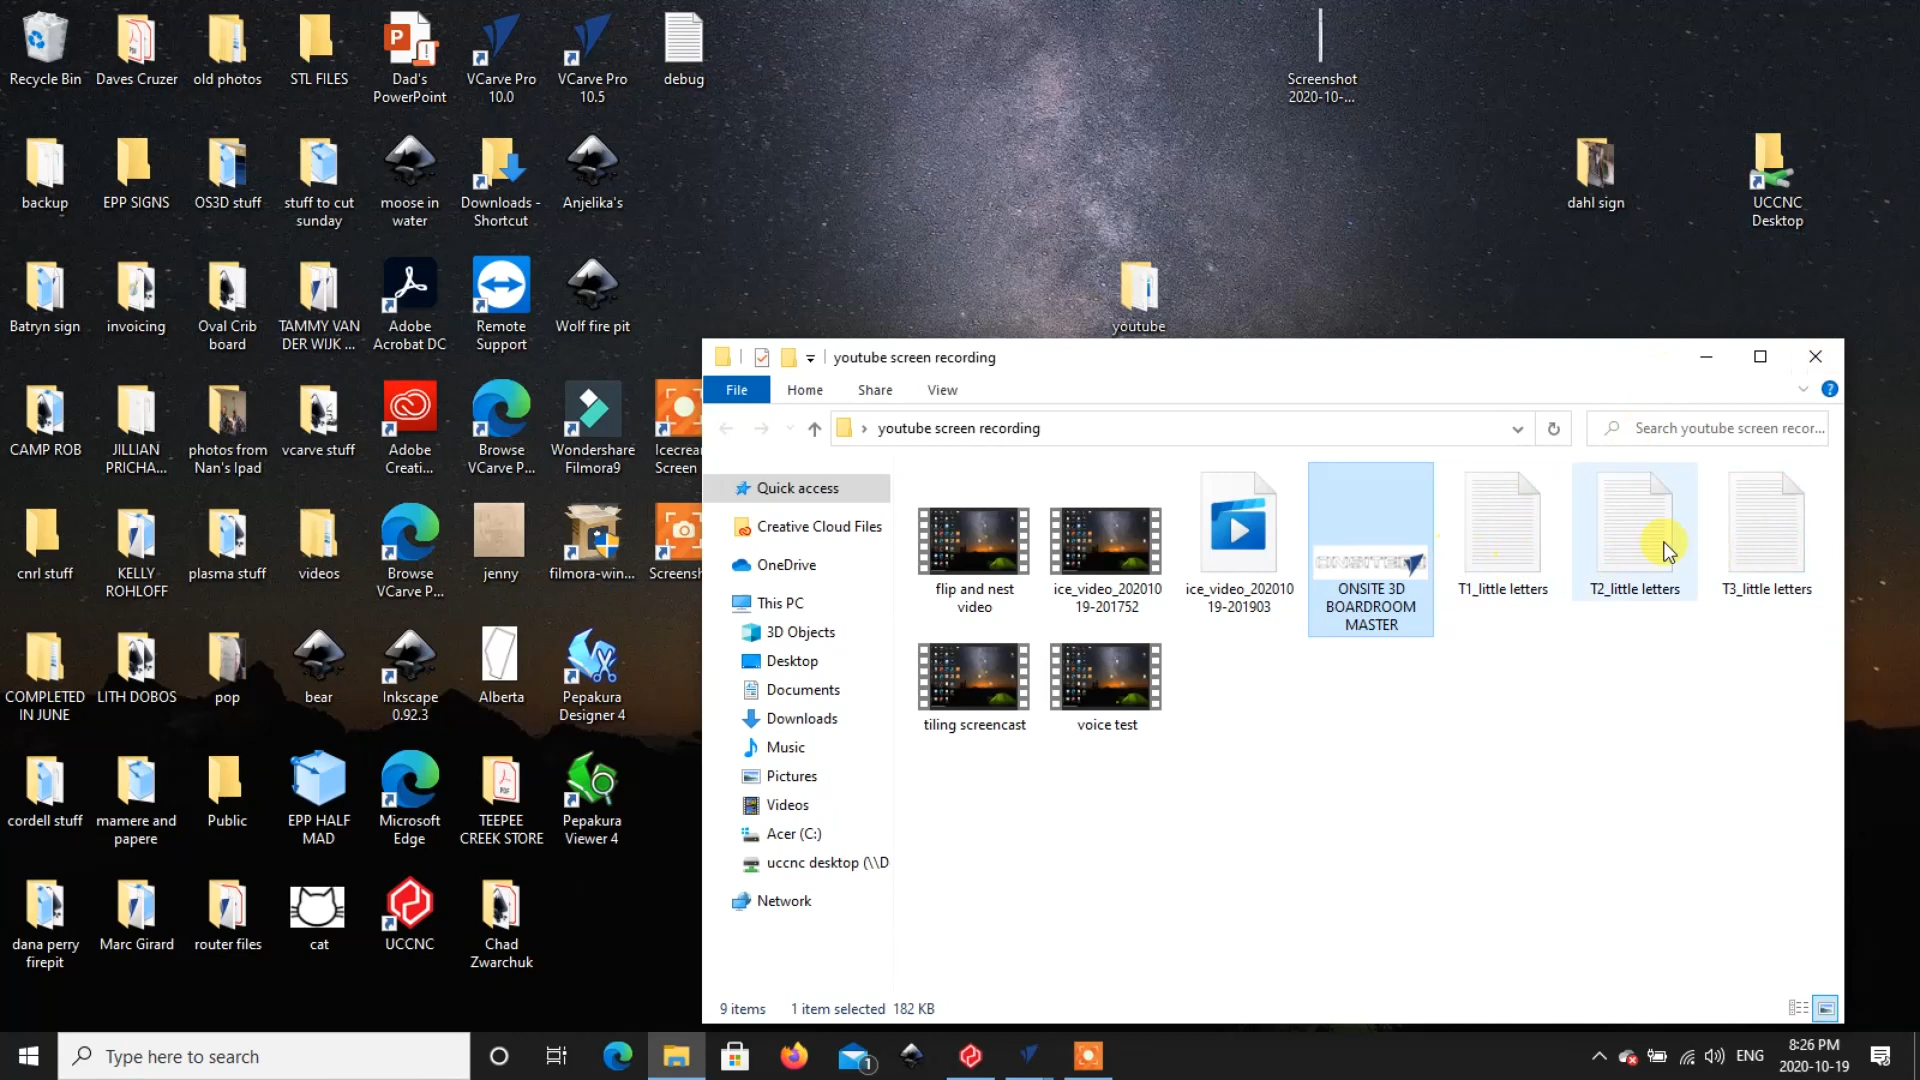 Recycle Bin
Daves Cruzer
old photos
STL FILES
Dad's
PowerPoint
VCarve Pro
10.0
VCarve Pro
10.5
debug
Screenshot
2020-10-...
backup
EPP SIGNS
OS3D stuff
stuff to cut
sunday
moose in
water
Downloads -
Shortcut
Anjelika's
dahl sign
UCCNC
Desktop
Batryn sign
invoicing
Oval Crib
board
TAMMY VAN
DER WIJK ...
Adobe
Acrobat DC
Remote
Support
Wolf fire pit
youtube
CAMP ROB
JILLIAN
PRICHA...
photos from
Nan's Ipad
vcarve stuff
Adobe
Creati...
Browse
VCarve P...
Wondershare
Filmora9
Icecrea
Screen
cnrl stuff
KELLY
ROHLOFF
plasma stuff
videos
Browse
VCarve P...
jenny
filmora-win...
Screensh
COMPLETED
IN JUNE
LITH DOBOS
pop
bear
Inkscape
0.92.3
Alberta
Pepakura
Designer 4
cordell stuff
mamere and
papere
Public
EPP HALF
MAD
Microsoft
Edge
TEEPEE
CREEK STORE
Pepakura
Viewer 4
dana perry
firepit
Marc Girard
router files
cat
UCCNC
Chad
Zwarchuk
youtube screen recording
File
Home
Share
View
youtube screen recording
Search youtube screen recor...
Quick access
Creative Cloud Files
OneDrive
This PC
3D Objects
Desktop
Documents
Downloads
Music
Pictures
Videos
Acer (C:)
uccnc desktop (\\D
Network
flip and nest
video
ice_video_202010
19-201752
ice_video_202010
19-201903
ONSITE 3D
BOARDROOM
MASTER
T1_little letters
T2_little letters
T3_little letters
tiling screencast
voice test
9 items
1 item selected
182 KB
Type here to search
1
ENG
8:26 PM
2020-10-19